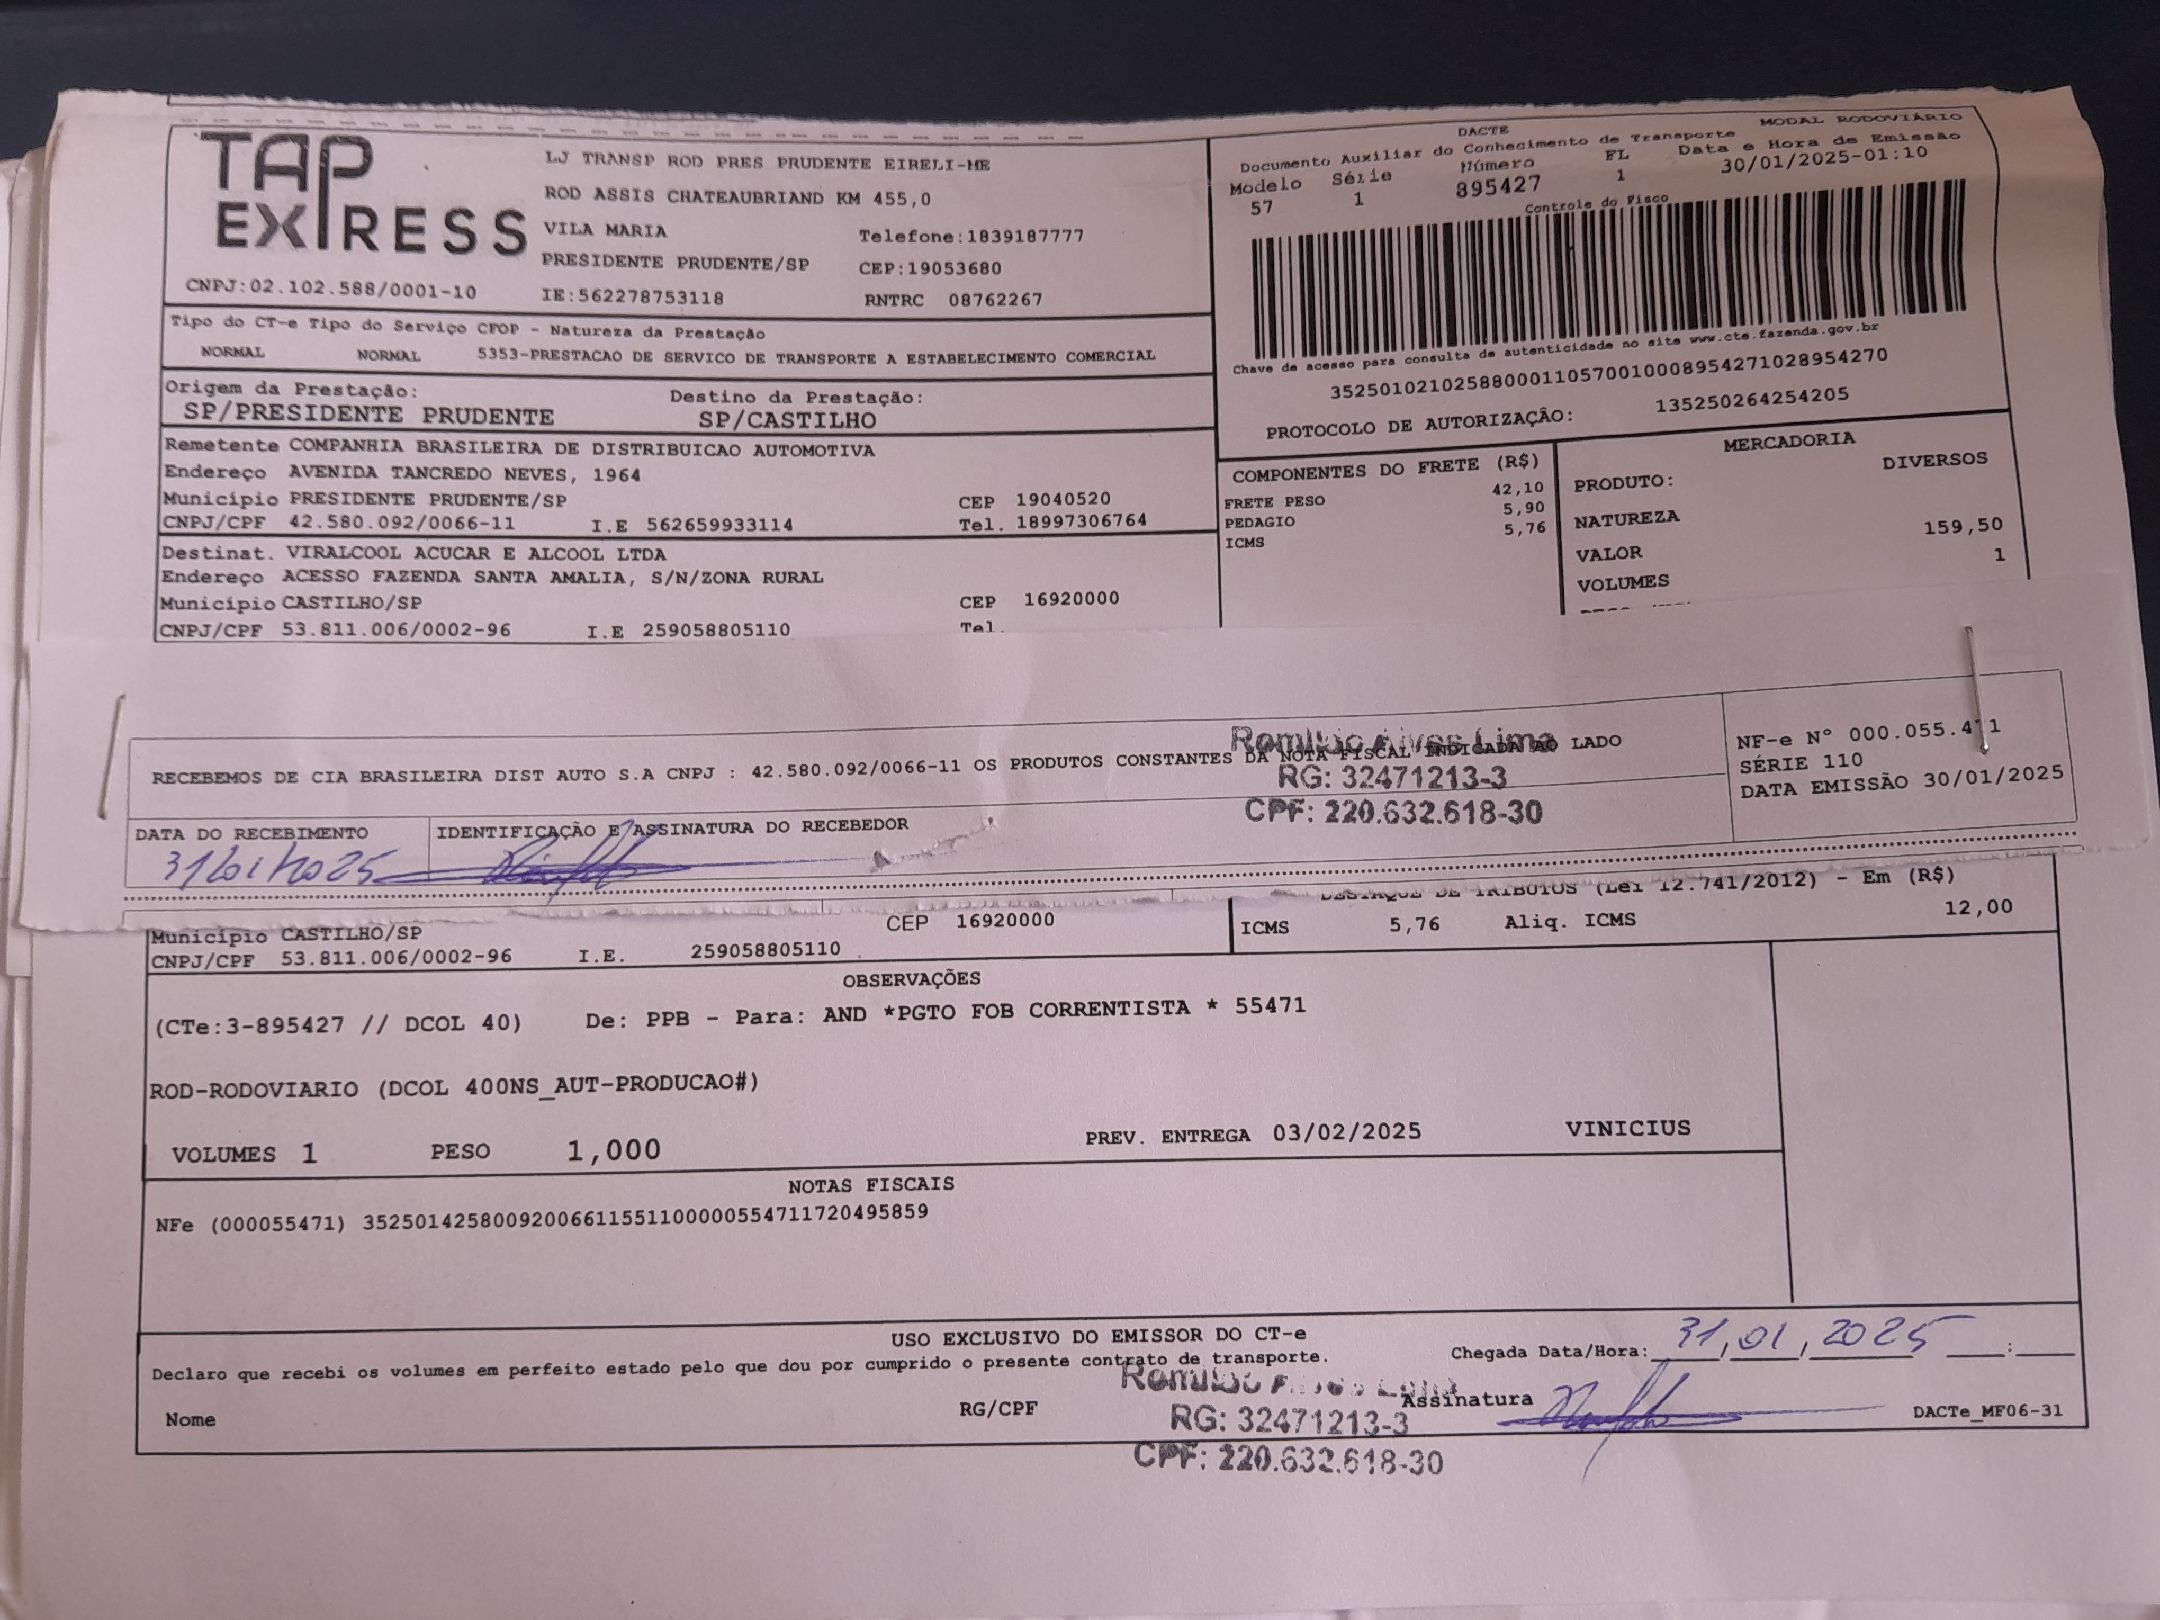 TAP
EXPRESS
CNPJ:02.102.588/0001-10
LJ TRANSP ROD PRES PRUDENTE EIRELI-ME
ROD ASSIS CHATEAUBRIAND KM 455,0
VILA MARIA Telefone:1839187777
PRESIDENTE PRUDENTE/SP CEP:19053680
IE:562278753118 RNTRC 08762267
DACTE MODAL RODOVIÁRIO
Documento Auxiliar do Conhecimento de Transporte
Modelo Série Número FL Data e Hora de Emissão
57 1 895427 1 30/01/2025-01:10
Controle do Fisco
Chave de acesso para consulta de autenticidade no site www.cte.fazenda.gov.br
35250102102588000110570010008954271028954270
PROTOCOLO DE AUTORIZAÇÃO: 135250264254205
Tipo do CT-e Tipo do Serviço CFOP - Natureza da Prestação
NORMAL NORMAL 5353-PRESTACAO DE SERVICO DE TRANSPORTE A ESTABELECIMENTO COMERCIAL
Origem da Prestação: Destino da Prestação:
SP/PRESIDENTE PRUDENTE SP/CASTILHO
Remetente COMPANHIA BRASILEIRA DE DISTRIBUICAO AUTOMOTIVA
Endereço AVENIDA TANCREDO NEVES, 1964
Município PRESIDENTE PRUDENTE/SP CEP 19040520
CNPJ/CPF 42.580.092/0066-11 I.E 562659933114 Tel. 18997306764
Destinat. VIRALCOOL ACUCAR E ALCOOL LTDA
Endereço ACESSO FAZENDA SANTA AMALIA, S/N/ZONA RURAL
Município CASTILHO/SP CEP 16920000
CNPJ/CPF 53.811.006/0002-96 I.E 259058805110 Tel.
COMPONENTES DO FRETE (R$)
FRETE PESO 42,10
PEDAGIO 5,90
ICMS 5,76
MERCADORIA
PRODUTO: DIVERSOS
NATUREZA
VALOR 159,50
VOLUMES 1
RECEBEMOS DE CIA BRASILEIRA DIST AUTO S.A CNPJ : 42.580.092/0066-11 OS PRODUTOS CONSTANTES DA NOTA FISCAL INDICADA AO LADO
Alves Lima
RG: 32471213-3
CPF: 220.632.618-30
NF-e Nº 000.055.471
SÉRIE 110
DATA EMISSÃO 30/01/2025
DATA DO RECEBIMENTO IDENTIFICAÇÃO E ASSINATURA DO RECEBEDOR
31/01/2025
DESTAQUE DE TRIBUTOS (Lei 12.741/2012) - Em (R$)
ICMS 5,76 Aliq. ICMS 12,00
Município CASTILHO/SP CEP 16920000
CNPJ/CPF 53.811.006/0002-96 I.E. 259058805110
OBSERVAÇÕES
(CTe:3-895427 // DCOL 40) De: PPB - Para: AND *PGTO FOB CORRENTISTA * 55471
ROD-RODOVIARIO (DCOL 400NS_AUT-PRODUCAO#)
VOLUMES 1 PESO 1,000 PREV. ENTREGA 03/02/2025 VINICIUS
NOTAS FISCAIS
NFe (000055471) 35250142580092006611551100000554711720495859
USO EXCLUSIVO DO EMISSOR DO CT-e
Declaro que recebi os volumes em perfeito estado pelo que dou por cumprido o presente contrato de transporte. Chegada Data/Hora: 31,01,2025 :
Nome RG/CPF Assinatura DACTe_MF06-31
RG: 32471213-3
CPF: 220.632.618-30